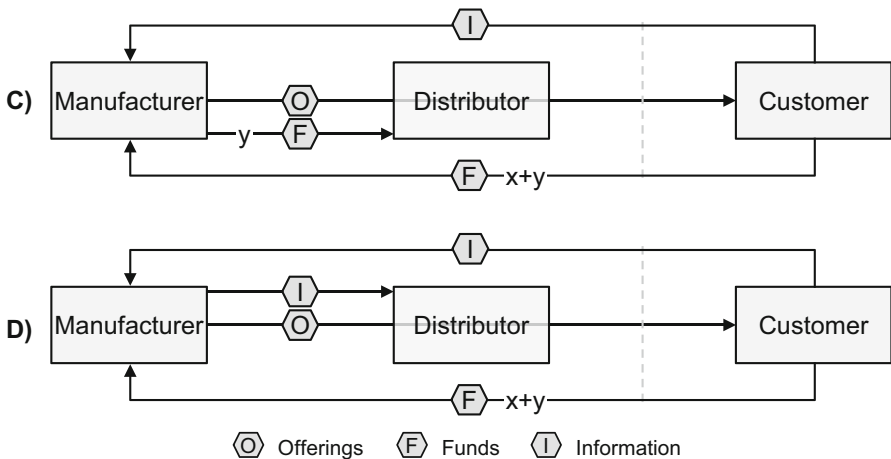 I
C) Manufacturer O Distributor Customer
y F
F x+y
I
I
D) Manufacturer O Distributor Customer
F x+y
O Offerings F Funds I Information